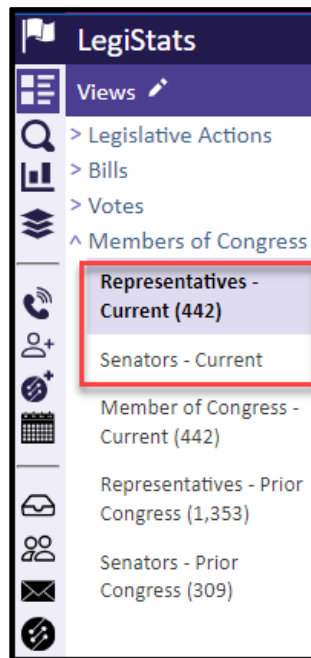 LegiStats
Views
> Legislative Actions
> Bills
> Votes
^ Members of Congress
Representatives -
Current (442)
Senators - Current
Member of Congress -
Current (442)
Representatives - Prior
Congress (1,353)
Senators - Prior
Congress (309)